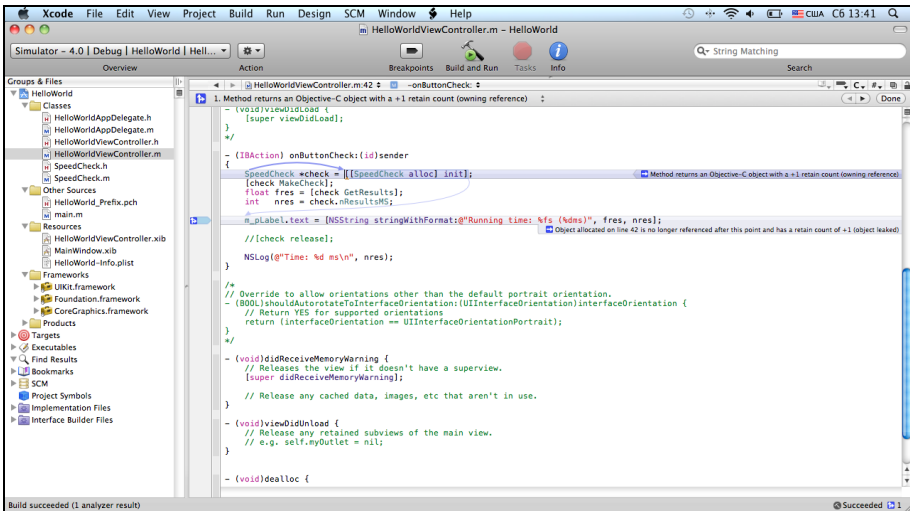 Xcode File Edit View Project Build Run Design SCM Window Help США Сб 13:41
HelloWorldViewController.m – HelloWorld
Simulator – 4.0 | Debug | HelloWorld | Hell...
String Matching
Overview Action Breakpoints Build and Run Tasks Info Search
Groups & Files
HelloWorld
Classes
HelloWorldAppDelegate.h
HelloWorldAppDelegate.m
HelloWorldViewController.h
HelloWorldViewController.m
SpeedCheck.h
SpeedCheck.m
Other Sources
HelloWorld_Prefix.pch
main.m
Resources
HelloWorldViewController.xib
MainWindow.xib
HelloWorld-Info.plist
Frameworks
UIKit.framework
Foundation.framework
CoreGraphics.framework
Products
Targets
Executables
Find Results
Bookmarks
SCM
Project Symbols
Implementation Files
Interface Builder Files
HelloWorldViewController.m:42 -onButtonCheck:
1. Method returns an Objective-C object with a +1 retain count (owning reference) Done
- (void)viewDidLoad {
[super viewDidLoad];
}
*/
- (IBAction) onButtonCheck:(id)sender
{
SpeedCheck *check = [[SpeedCheck alloc] init]; Method returns an Objective-C object with a +1 retain count (owning reference)
[check MakeCheck];
float fres = [check GetResults];
int nres = check.nResultsMS;
m_pLabel.text = [NSString stringWithFormat:@"Running time: %fs (%dms)", fres, nres];
Object allocated on line 42 is no longer referenced after this point and has a retain count of +1 (object leaked)
//[check release];
NSLog(@"Time: %d ms\n", nres);
}
/*
// Override to allow orientations other than the default portrait orientation.
- (BOOL)shouldAutorotateToInterfaceOrientation:(UIInterfaceOrientation)interfaceOrientation {
// Return YES for supported orientations
return (interfaceOrientation == UIInterfaceOrientationPortrait);
}
*/
- (void)didReceiveMemoryWarning {
// Releases the view if it doesn't have a superview.
[super didReceiveMemoryWarning];
// Release any cached data, images, etc that aren't in use.
}
- (void)viewDidUnload {
// Release any retained subviews of the main view.
// e.g. self.myOutlet = nil;
}
- (void)dealloc {
Build succeeded (1 analyzer result) Succeeded 1